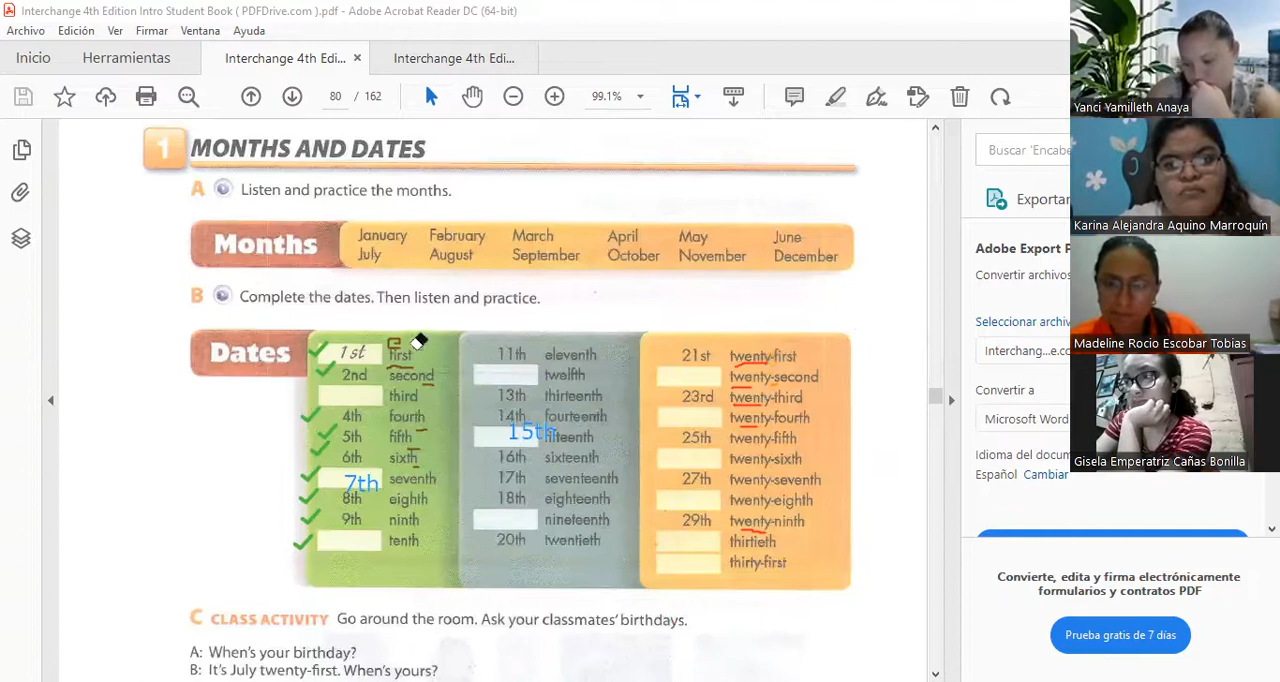 Interchange 4th Edition Intro Student Book ( PDFDrive.com ).pdf - Adobe Acrobat Reader DC (64-bit)
Archivo Edición Ver Firmar Ventana Ayuda
Inicio Herramientas Interchange 4th Edi... × Interchange 4th Edi...
80 / 162 99.1%
1 MONTHS AND DATES
A Listen and practice the months.
Months
January February March April May June
July August September October November December
B Complete the dates. Then listen and practice.
Dates
1st first
2nd second
third
4th fourth
5th fifth
6th sixth
7th seventh
8th eighth
9th ninth
tenth
11th eleventh
twelfth
13th thirteenth
14th fourteenth
15th fifteenth
16th sixteenth
17th seventeenth
18th eighteenth
nineteenth
20th twentieth
21st twenty-first
twenty-second
23rd twenty-third
twenty-fourth
25th twenty-fifth
twenty-sixth
27th twenty-seventh
twenty-eighth
29th twenty-ninth
thirtieth
thirty-first
C CLASS ACTIVITY Go around the room. Ask your classmates' birthdays.
A: When's your birthday?
B: It's July twenty-first. When's yours?
Buscar 'Encabe
Exportar
Adobe Export P
Convertir archivos
Seleccionar archiv
Interchang...e.co
Convertir a
Microsoft Word
Idioma del docum
Español Cambiar
Convierte, edita y firma electrónicamente
formularios y contratos PDF
Prueba gratis de 7 días
Yanci Yamilleth Anaya
Karina Alejandra Aquino Marroquín
Madeline Rocio Escobar Tobias
Gisela Emperatriz Cañas Bonilla